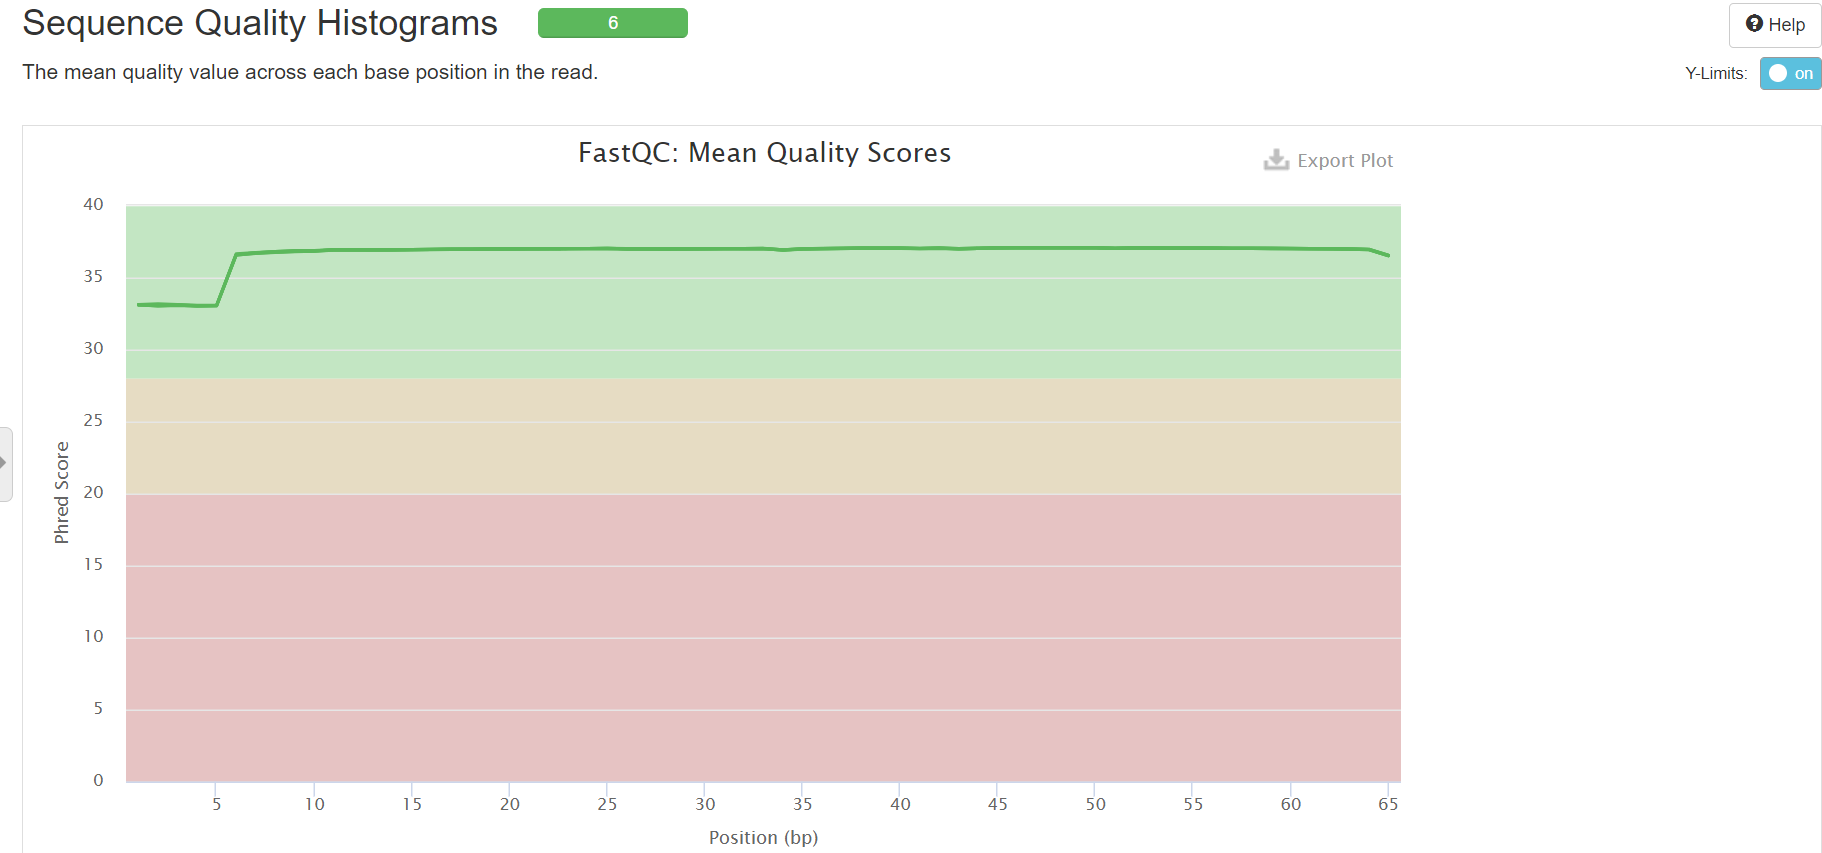 Sequence Quality Histograms
6
Help
The mean quality value across each base position in the read.
Y-Limits: on
FastQC: Mean Quality Scores
Export Plot
40
35
30
25
20
15
10
5
0
Phred Score
5 10 15 20 25 30 35 40 45 50 55 60 65
Position (bp)